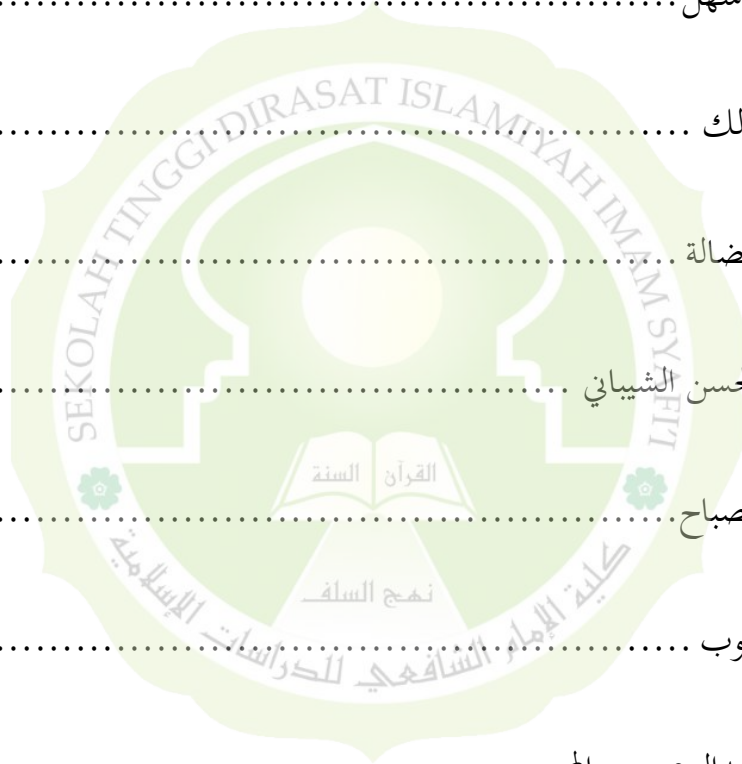 سهل
SEKOLAH TINGGI DIRASAT ISLAMIYAH IMAM SYAFI'I
لك ................................................
ضالة ................................................
لحسن الشيباني ........................................
القرآن السنة
صباح................................................
نهج السلف
وب ................................................
كلية الإمام الشافعي للدراسات الإسلامية